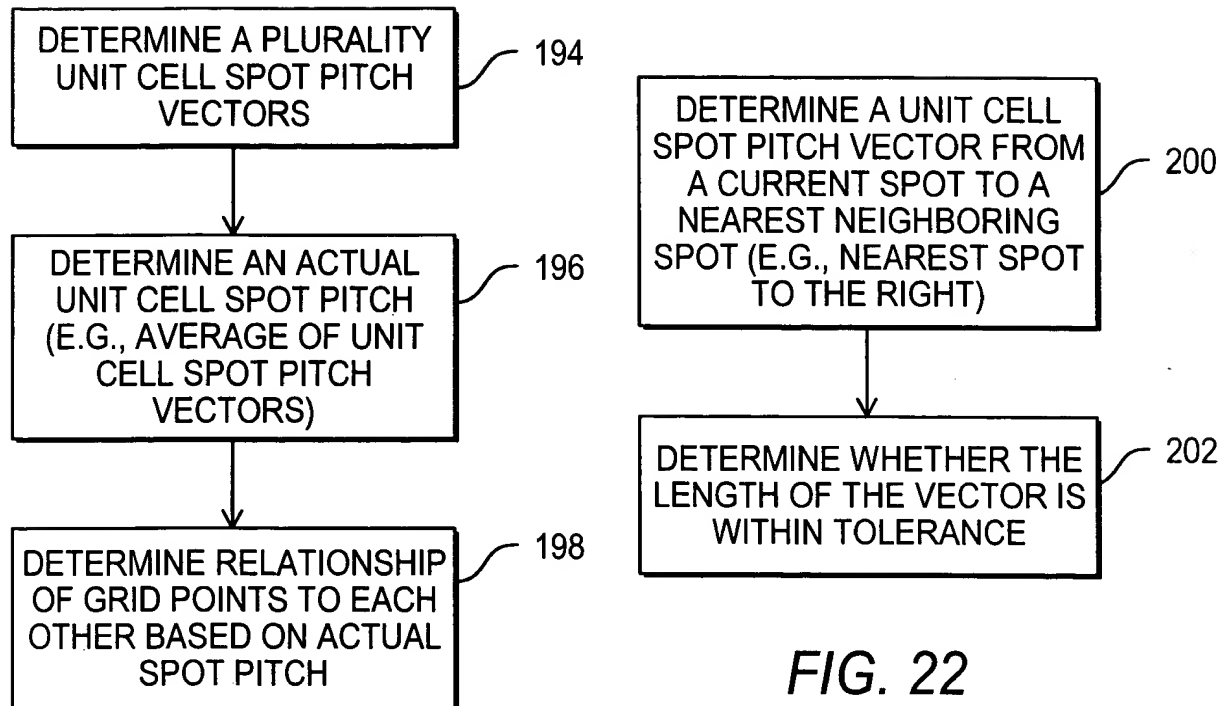 DETERMINE A PLURALITY
UNIT CELL SPOT PITCH
VECTORS
194
DETERMINE AN ACTUAL
UNIT CELL SPOT PITCH
(E.G., AVERAGE OF UNIT
CELL SPOT PITCH
VECTORS)
196
DETERMINE RELATIONSHIP
OF GRID POINTS TO EACH
OTHER BASED ON ACTUAL
SPOT PITCH
198
DETERMINE A UNIT CELL
SPOT PITCH VECTOR FROM
A CURRENT SPOT TO A
NEAREST NEIGHBORING
SPOT (E.G., NEAREST SPOT
TO THE RIGHT)
200
DETERMINE WHETHER THE
LENGTH OF THE VECTOR IS
WITHIN TOLERANCE
202
FIG. 22